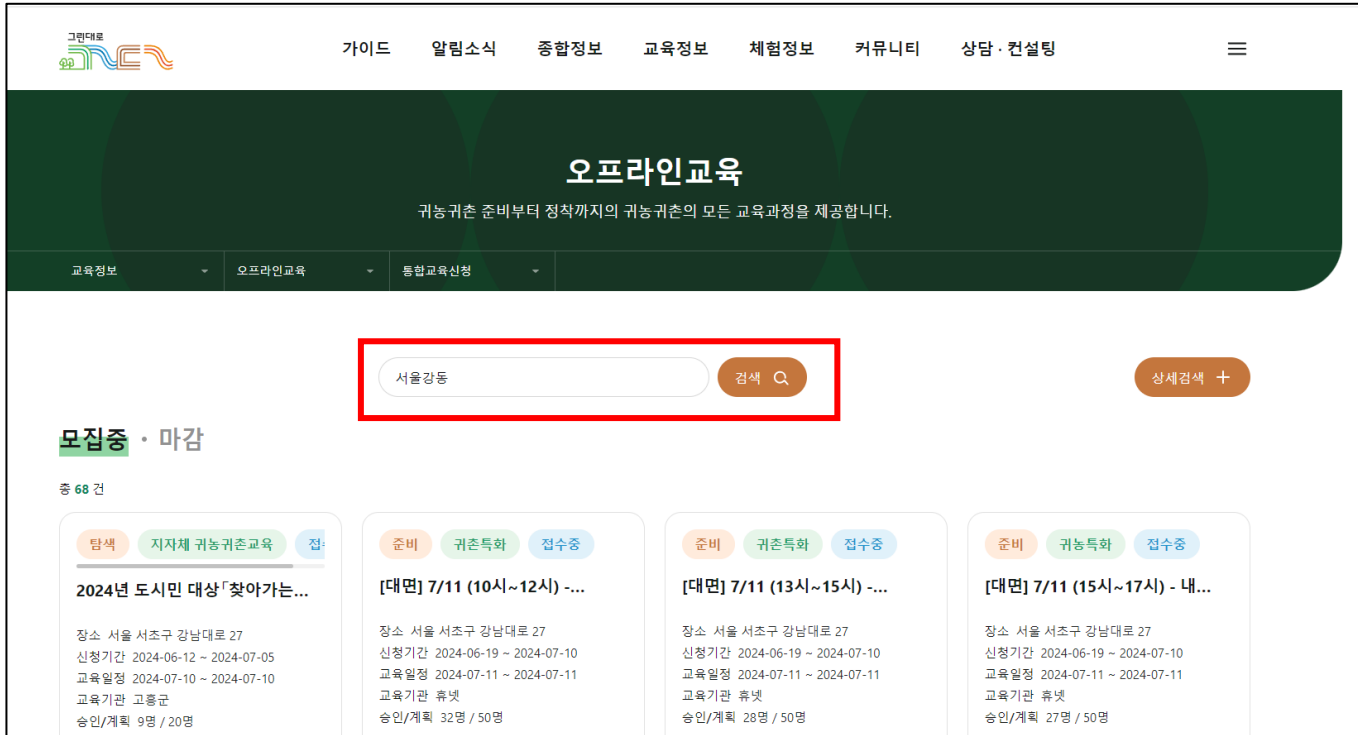 그린대로
가이드 알림소식 종합정보 교육정보 체험정보 커뮤니티 상담 · 컨설팅
오프라인교육
귀농귀촌 준비부터 정착까지의 귀농귀촌의 모든 교육과정을 제공합니다.
교육정보 오프라인교육 통합교육신청
서울강동 검색 상세검색 +
모집중 · 마감
총 68 건
탐색 지자체 귀농귀촌교육
2024년 도시민 대상「찾아가는...
장소 서울 서초구 강남대로 27
신청기간 2024-06-12 ~ 2024-07-05
교육일정 2024-07-10 ~ 2024-07-10
교육기관 고흥군
승인/계획 9명 / 20명
준비 귀촌특화 접수중
[대면] 7/11 (10시~12시) -...
장소 서울 서초구 강남대로 27
신청기간 2024-06-19 ~ 2024-07-10
교육일정 2024-07-11 ~ 2024-07-11
교육기관 휴넷
승인/계획 32명 / 50명
준비 귀촌특화 접수중
[대면] 7/11 (13시~15시) -...
장소 서울 서초구 강남대로 27
신청기간 2024-06-19 ~ 2024-07-10
교육일정 2024-07-11 ~ 2024-07-11
교육기관 휴넷
승인/계획 28명 / 50명
준비 귀농특화 접수중
[대면] 7/11 (15시~17시) - 내...
장소 서울 서초구 강남대로 27
신청기간 2024-06-19 ~ 2024-07-10
교육일정 2024-07-11 ~ 2024-07-11
교육기관 휴넷
승인/계획 27명 / 50명